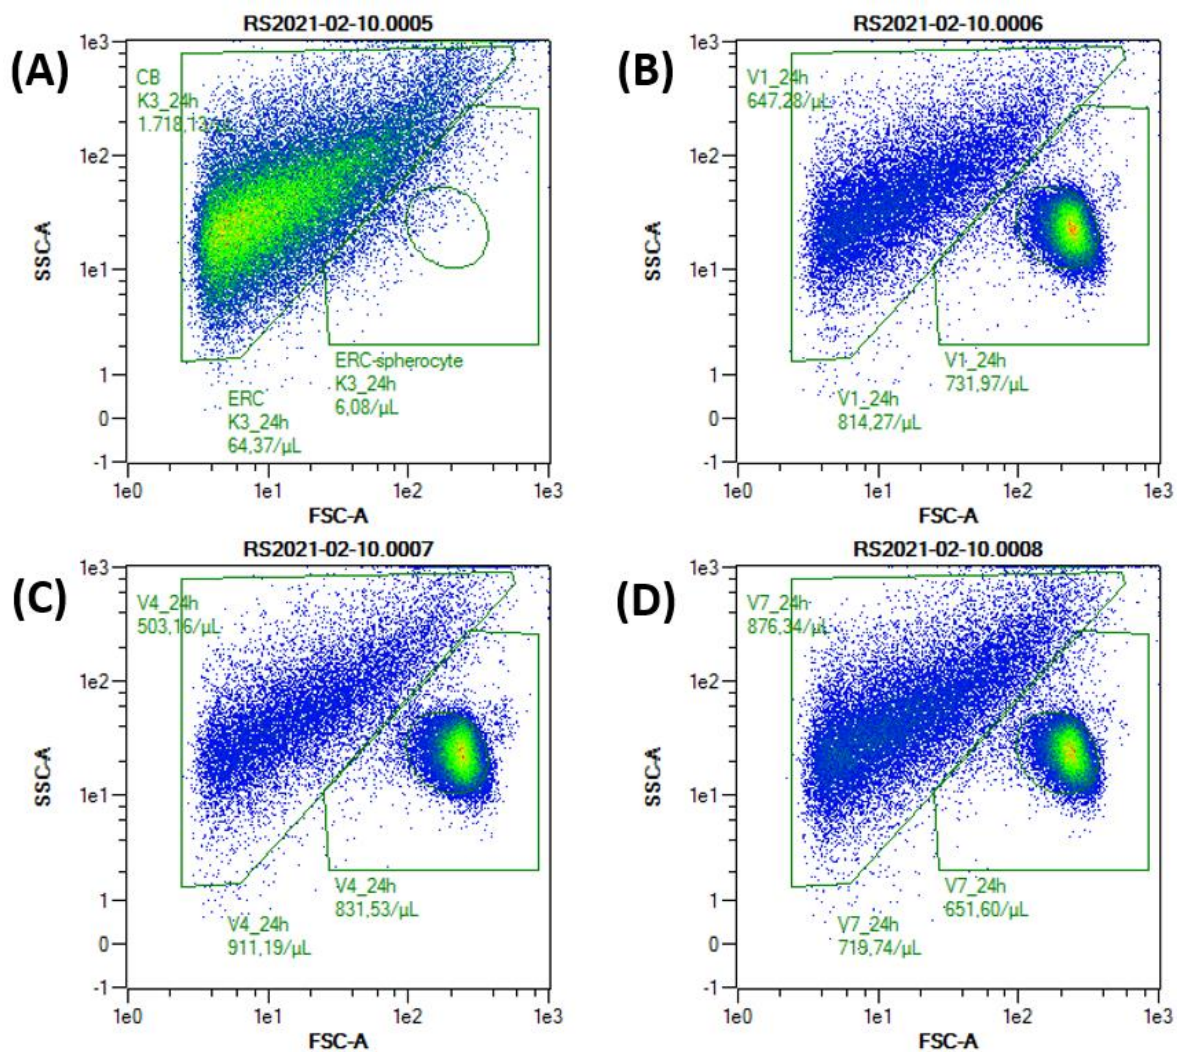 RS2021-02-10.0005
(A)
1e3
CB
K3_24h
1e2
SSC-A
1e1
1
0
-1
ERC-spherocyte
K3_24h
6,08/µL
ERC
K3_24h
64,37/µL
1e0 1e1 1e2 1e3
FSC-A
RS2021-02-10.0006
(B)
1e3
V1_24h
647,28/µL
1e2
SSC-A
1e1
1
0
-1
V1_24h
731,97/µL
V1_24h
814,27/µL
1e0 1e1 1e2 1e3
FSC-A
RS2021-02-10.0007
(C)
1e3
V4_24h
503,16/µL
1e2
SSC-A
1e1
1
0
-1
V4_24h
831,53/µL
V4_24h
911,19/µL
1e0 1e1 1e2 1e3
FSC-A
RS2021-02-10.0008
(D)
1e3
V7_24h
876,34/µL
1e2
SSC-A
1e1
1
0
-1
V7_24h
651,60/µL
V7_24h
719,74/µL
1e0 1e1 1e2 1e3
FSC-A